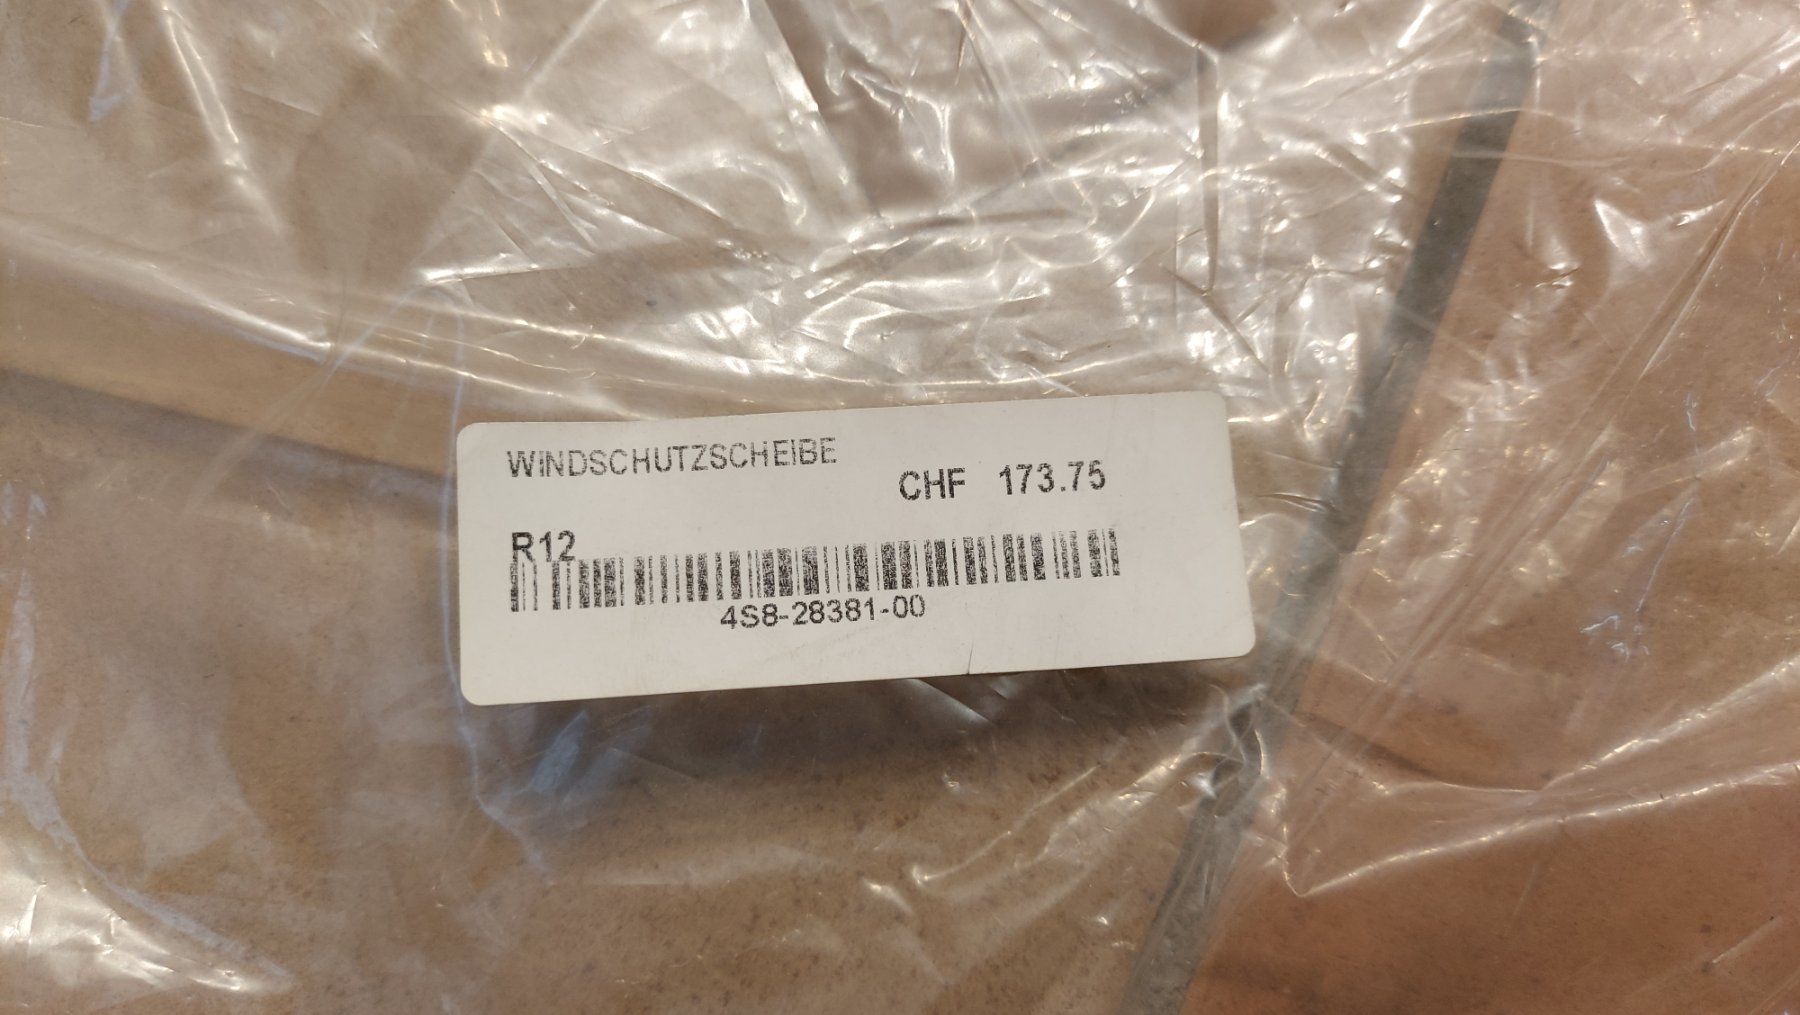 WINDSCHUTZSCHEIBE
CHF 173.75
R12
4S8-28381-00